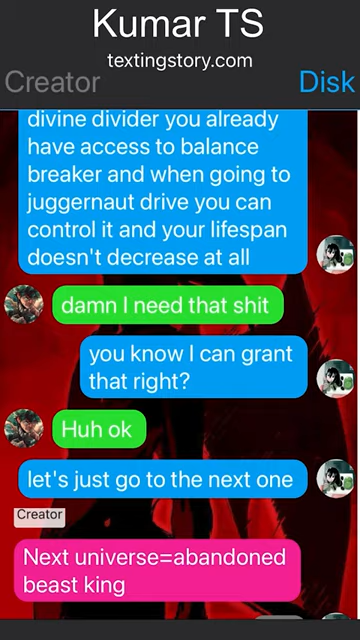 Kumar TS
textingstory.com
Creator
Disk
divine divider you already
have access to balance
breaker and when going to
juggernaut drive you can
control it and your lifespan
doesn't decrease at all
damn I need that shit
you know I can grant
that right?
Huh ok
let's just go to the next one
Creator
Next universe=abandoned
beast king